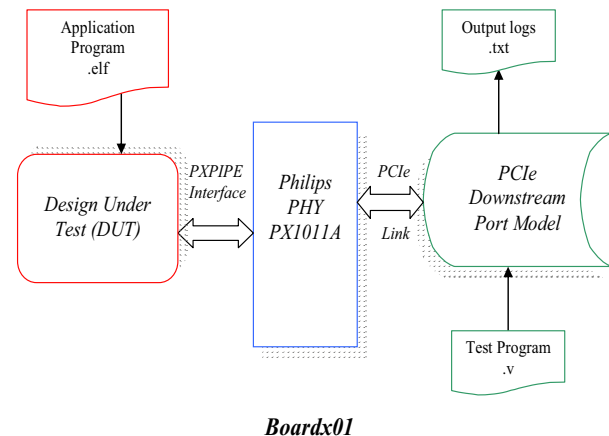 Application
Program
.elf
Output logs
.txt
PXPIPE
Interface
Philips
PHY
PX1011A
PCIe
Link
PCIe
Downstream
Port Model
Design Under
Test (DUT)
Test Program
.v
Boardx01